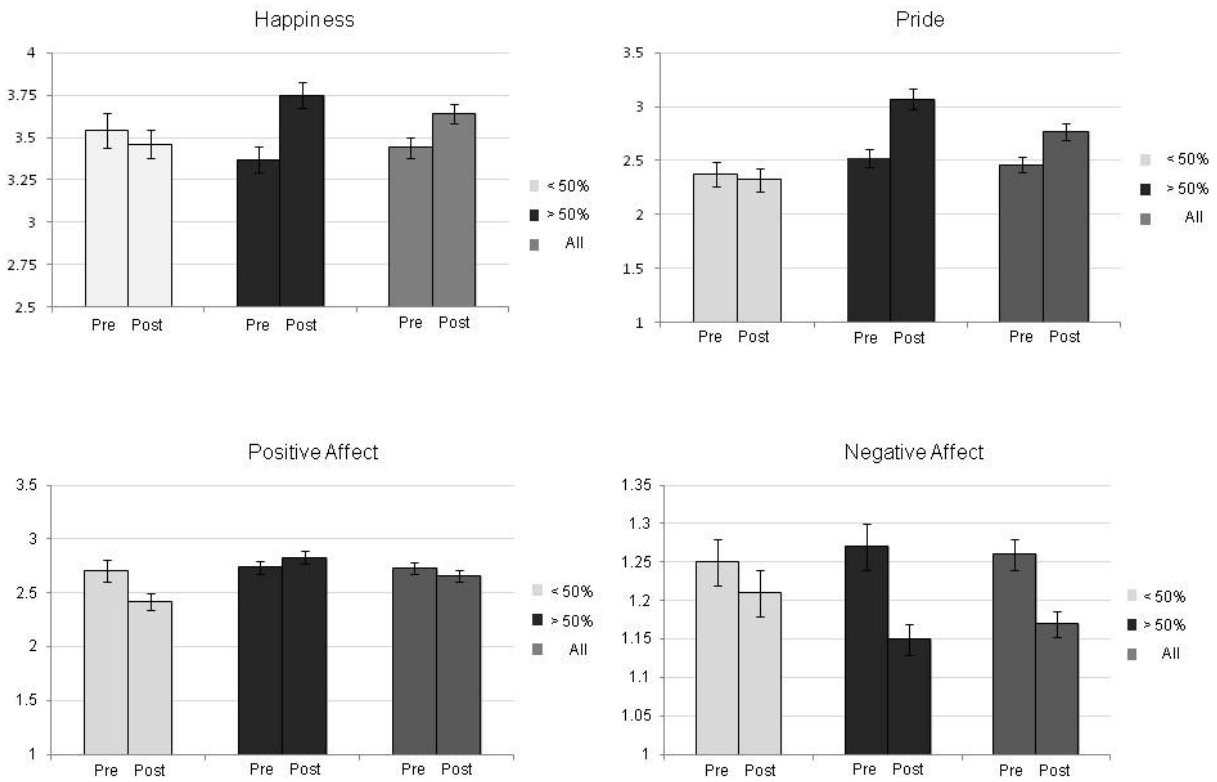 Happiness
4
3.75
3.5
3.25
3
2.75
2.5
Pre Post
Pre Post
Pre Post
< 50%
> 50%
All
Pride
3.5
3
2.5
2
1.5
1
Pre Post
Pre Post
Pre Post
< 50%
> 50%
All
Positive Affect
3.5
3
2.5
2
1.5
1
Pre Post
Pre Post
Pre Post
< 50%
> 50%
All
Negative Affect
1.35
1.3
1.25
1.2
1.15
1.1
1.05
1
Pre Post
Pre Post
Pre Post
< 50%
> 50%
All